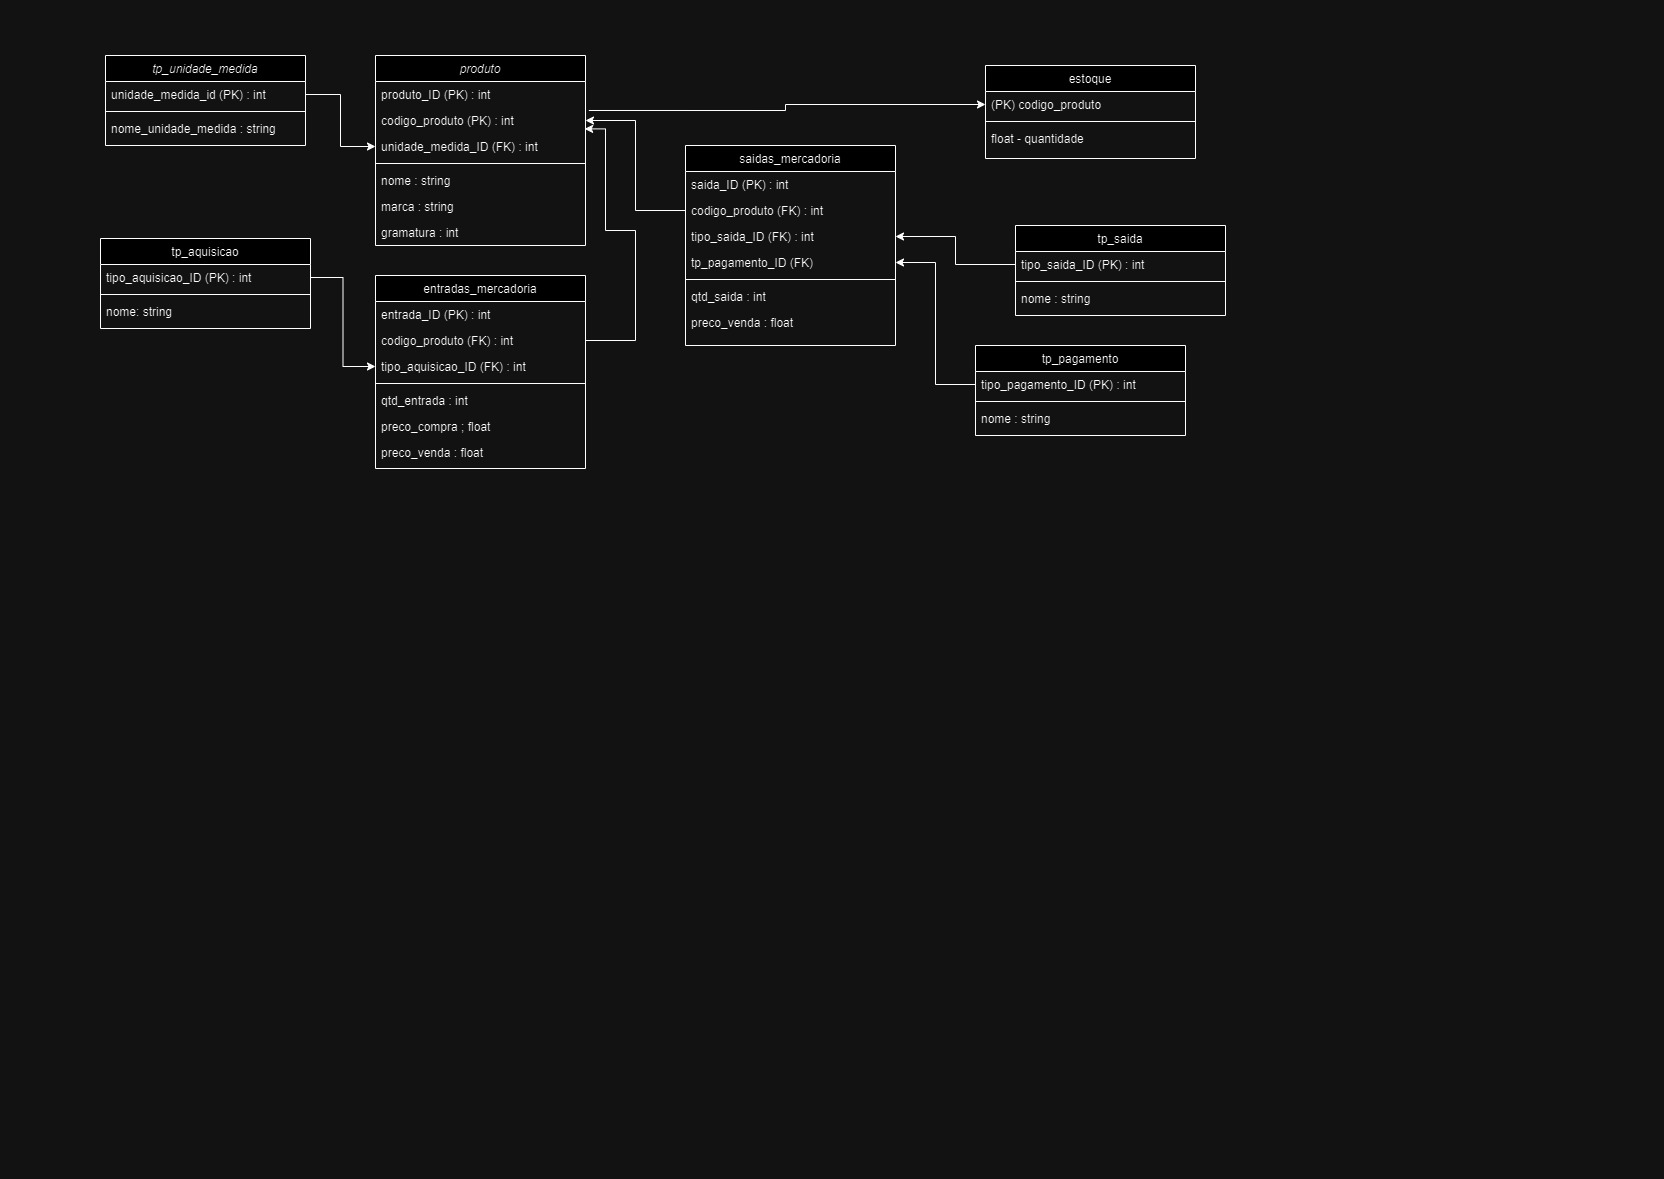 tp_unidade_medida
unidade_medida_id (PK) : int
nome_unidade_medida : string
produto
produto_ID (PK) : int
codigo_produto (PK) : int
unidade_medida_ID (FK) : int
nome : string
marca : string
gramatura : int
estoque
(PK) codigo_produto
float - quantidade
saidas_mercadoria
saida_ID (PK) : int
codigo_produto (FK) : int
tipo_saida_ID (FK) : int
tp_pagamento_ID (FK)
qtd_saida : int
preco_venda : float
tp_saida
tipo_saida_ID (PK) : int
nome : string
tp_aquisicao
tipo_aquisicao_ID (PK) : int
nome: string
entradas_mercadoria
entrada_ID (PK) : int
codigo_produto (FK) : int
tipo_aquisicao_ID (FK) : int
qtd_entrada : int
preco_compra ; float
preco_venda : float
tp_pagamento
tipo_pagamento_ID (PK) : int
nome : string